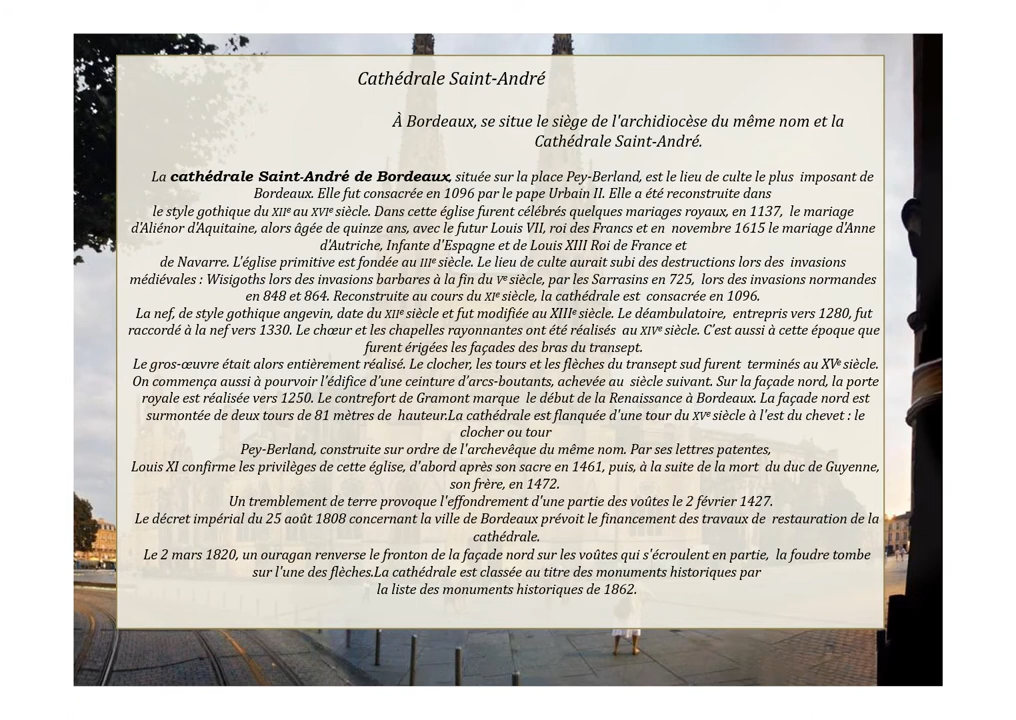 Cathédrale Saint-André
À Bordeaux, se situe le siège de l'archidiocèse du même nom et la
Cathédrale Saint-André.
La cathédrale Saint-André de Bordeaux, située sur la place Pey-Berland, est le lieu de culte le plus imposant de
Bordeaux. Elle fut consacrée en 1096 par le pape Urbain II. Elle a été reconstruite dans
le style gothique du XIIe au XVIe siècle. Dans cette église furent célébrés quelques mariages royaux, en 1137, le mariage
d'Aliénor d'Aquitaine, alors âgée de quinze ans, avec le futur Louis VII, roi des Francs et en novembre 1615 le mariage d'Anne
d'Autriche, Infante d'Espagne et de Louis XIII Roi de France et
de Navarre. L'église primitive est fondée au IIIe siècle. Le lieu de culte aurait subi des destructions lors des invasions
médiévales : Wisigoths lors des invasions barbares à la fin du Ve siècle, par les Sarrasins en 725, lors des invasions normandes
en 848 et 864. Reconstruite au cours du XIe siècle, la cathédrale est consacrée en 1096.
La nef, de style gothique angevin, date du XIIe siècle et fut modifiée au XIIIe siècle. Le déambulatoire, entrepris vers 1280, fut
raccordé à la nef vers 1330. Le chœur et les chapelles rayonnantes ont été réalisés au XIVe siècle. C'est aussi à cette époque que
furent érigées les façades des bras du transept.
Le gros-œuvre était alors entièrement réalisé. Le clocher, les tours et les flèches du transept sud furent terminés au XVe siècle.
On commença aussi à pourvoir l'édifice d'une ceinture d'arcs-boutants, achevée au siècle suivant. Sur la façade nord, la porte
royale est réalisée vers 1250. Le contrefort de Gramont marque le début de la Renaissance à Bordeaux. La façade nord est
surmontée de deux tours de 81 mètres de hauteur.La cathédrale est flanquée d'une tour du XVe siècle à l'est du chevet : le
clocher ou tour
Pey-Berland, construite sur ordre de l'archevêque du même nom. Par ses lettres patentes,
Louis XI confirme les privilèges de cette église, d'abord après son sacre en 1461, puis, à la suite de la mort du duc de Guyenne,
son frère, en 1472.
Un tremblement de terre provoque l'effondrement d'une partie des voûtes le 2 février 1427.
Le décret impérial du 25 août 1808 concernant la ville de Bordeaux prévoit le financement des travaux de restauration de la
cathédrale.
Le 2 mars 1820, un ouragan renverse le fronton de la façade nord sur les voûtes qui s'écroulent en partie, la foudre tombe
sur l'une des flèches.La cathédrale est classée au titre des monuments historiques par
la liste des monuments historiques de 1862.